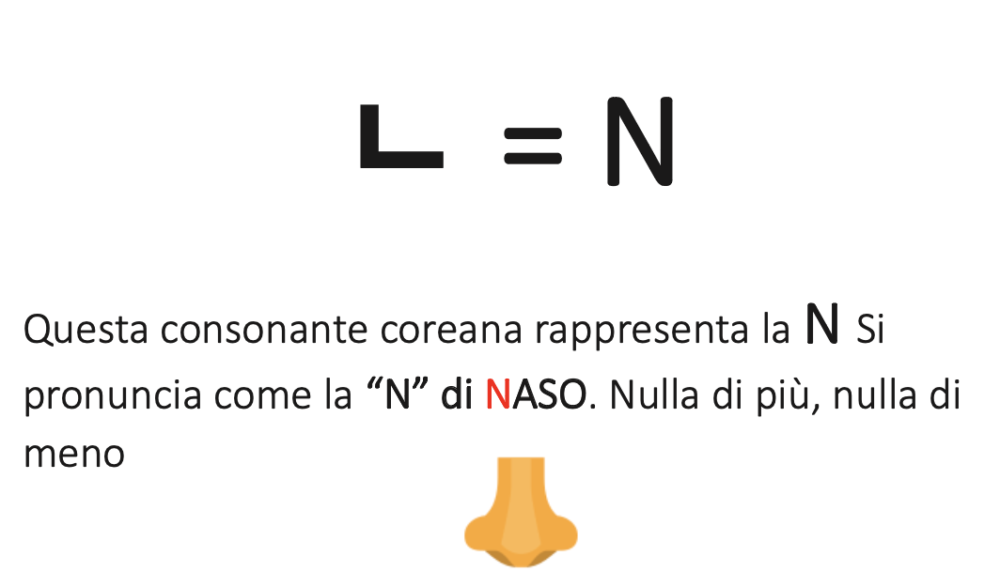 ㄴ = N
Questa consonante coreana rappresenta la N Si
pronuncia come la “N” di NASO. Nulla di più, nulla di
meno